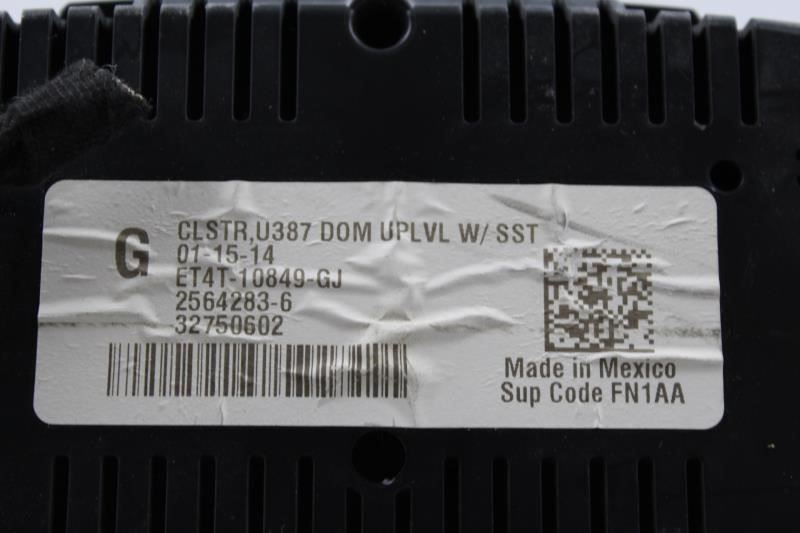 G
CLSTR,U387 DOM UPLVL W/ SST
01-15-14
ET4T-10849-GJ
2564283-6
32750602
Made in Mexico
Sup Code FN1AA